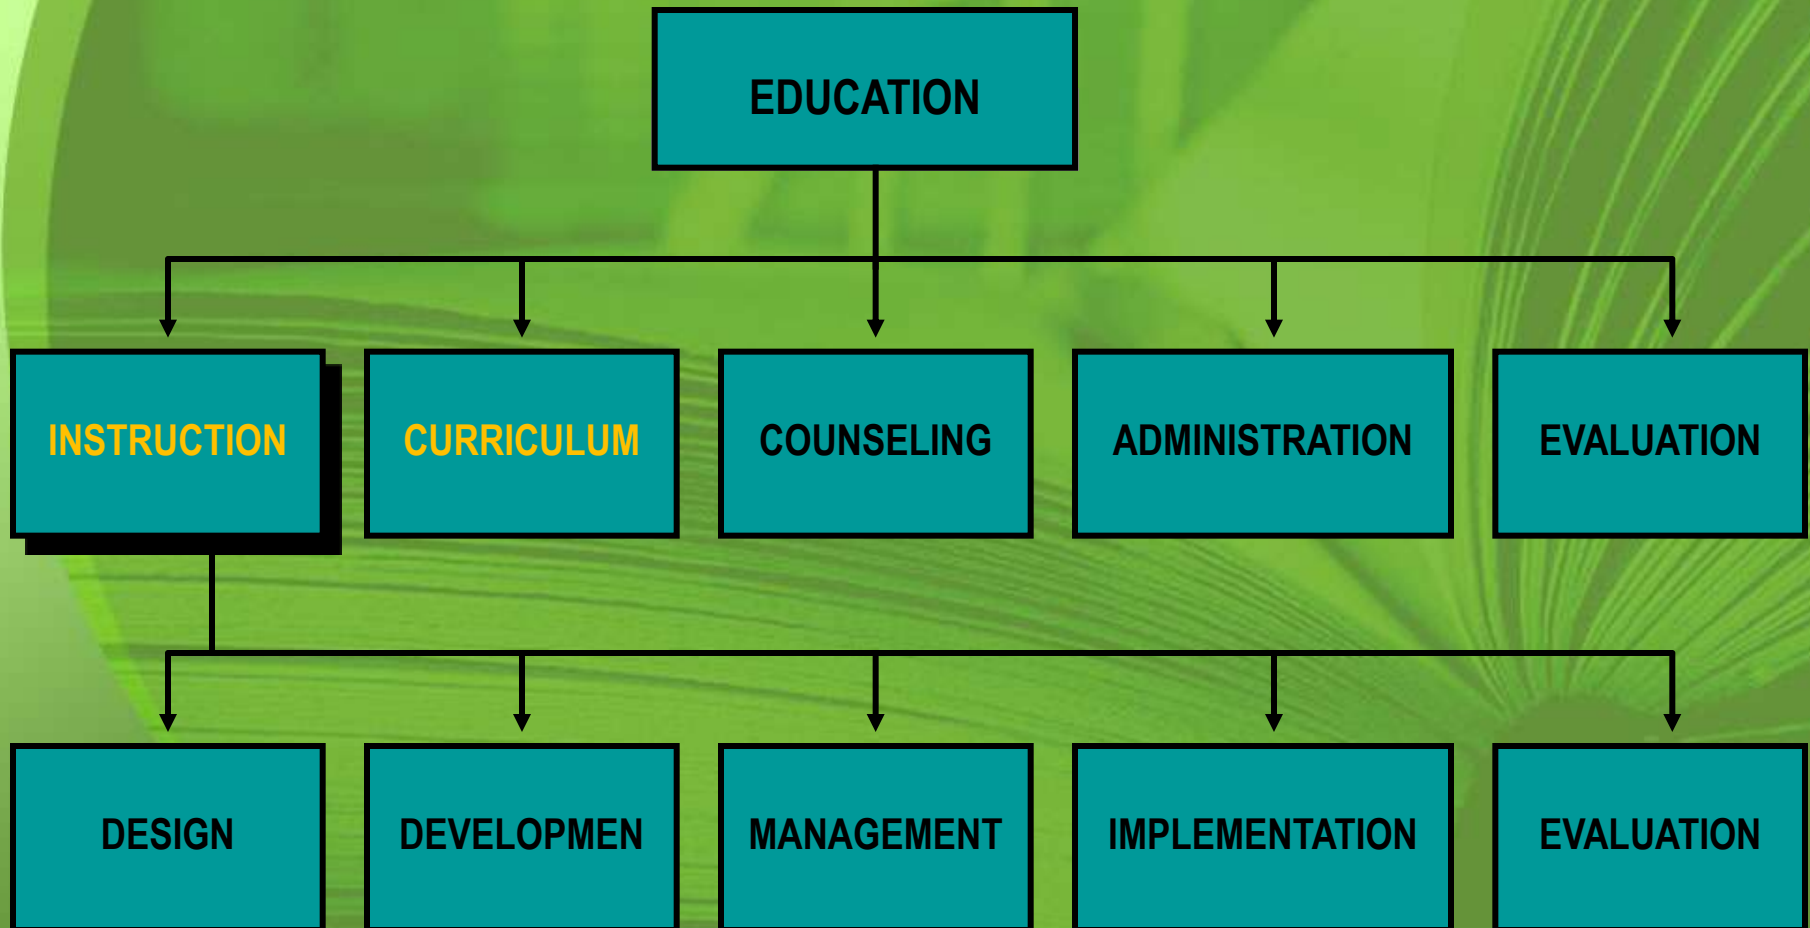 EDUCATION
INSTRUCTION
CURRICULUM
COUNSELING
ADMINISTRATION
EVALUATION
DESIGN
DEVELOPMEN
MANAGEMENT
IMPLEMENTATION
EVALUATION